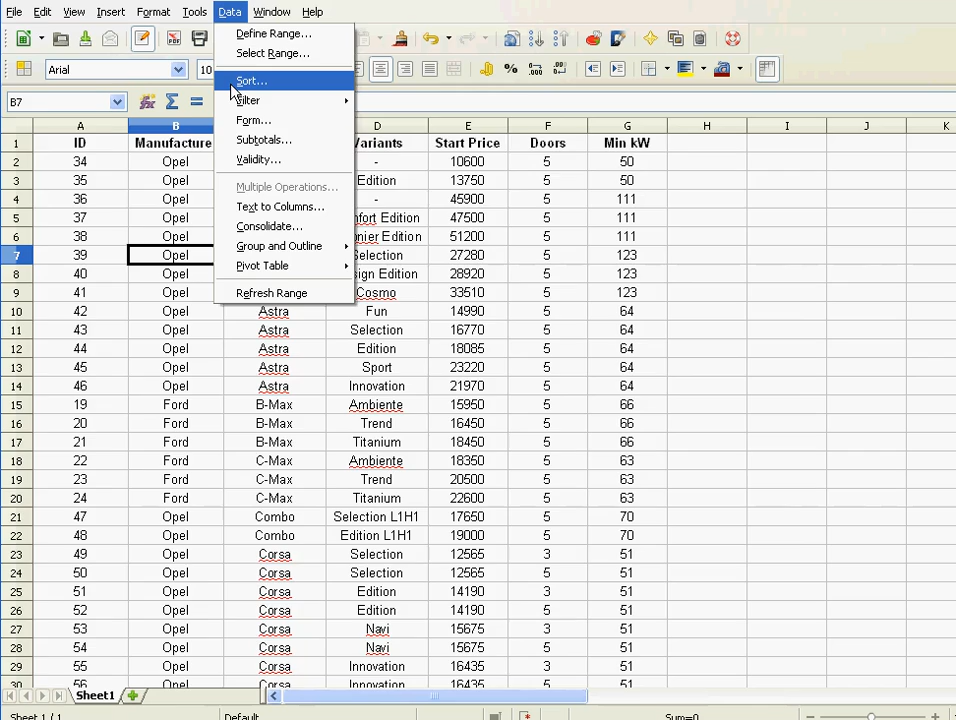 File Edit View Insert Format Tools Data Window Help
Define Range...
Select Range...
Sort...
Filter
Form...
Subtotals...
Validity...
Multiple Operations...
Text to Columns...
Consolidate...
Group and Outline
Pivot Table
Refresh Range
Arial 10
B7
A B D E F G H I J K
1 ID Manufacture Variants Start Price Doors Min kW
2 34 Opel - 10600 5 50
3 35 Opel Edition 13750 5 50
4 36 Opel - 45900 5 111
5 37 Opel nfort Edition 47500 5 111
6 38 Opel nier Edition 51200 5 111
7 39 Opel Selection 27280 5 123
8 40 Opel sign Edition 28920 5 123
9 41 Opel Cosmo 33510 5 123
10 42 Opel Astra Fun 14990 5 64
11 43 Opel Astra Selection 16770 5 64
12 44 Opel Astra Edition 18085 5 64
13 45 Opel Astra Sport 23220 5 64
14 46 Opel Astra Innovation 21970 5 64
15 19 Ford B-Max Ambiente 15950 5 66
16 20 Ford B-Max Trend 16450 5 66
17 21 Ford B-Max Titanium 18450 5 66
18 22 Ford C-Max Ambiente 18350 5 63
19 23 Ford C-Max Trend 20500 5 63
20 24 Ford C-Max Titanium 22600 5 63
21 47 Opel Combo Selection L1H1 17650 5 70
22 48 Opel Combo Edition L1H1 19000 5 70
23 49 Opel Corsa Selection 12565 3 51
24 50 Opel Corsa Selection 12565 5 51
25 51 Opel Corsa Edition 14190 3 51
26 52 Opel Corsa Edition 14190 5 51
27 53 Opel Corsa Navi 15675 3 51
28 54 Opel Corsa Navi 15675 5 51
29 55 Opel Corsa Innovation 16435 3 51
30 56 Opel Corsa Innovation 16435 5 51
Sheet1
Sheet 1 / 1 Default Sum=0